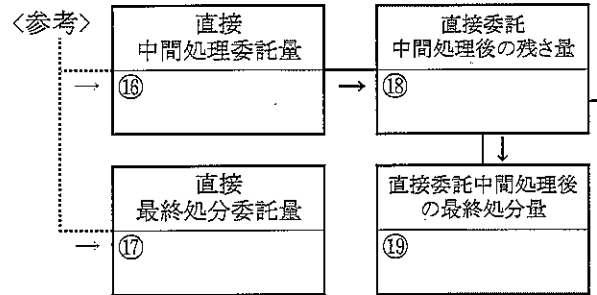 〈参考〉
直接
中間処理委託量
→ ⑯
直接委託
中間処理後の残さ量
→ ⑱
直接
最終処分委託量
→ ⑰
↓
直接委託中間処理後
の最終処分量
⑲